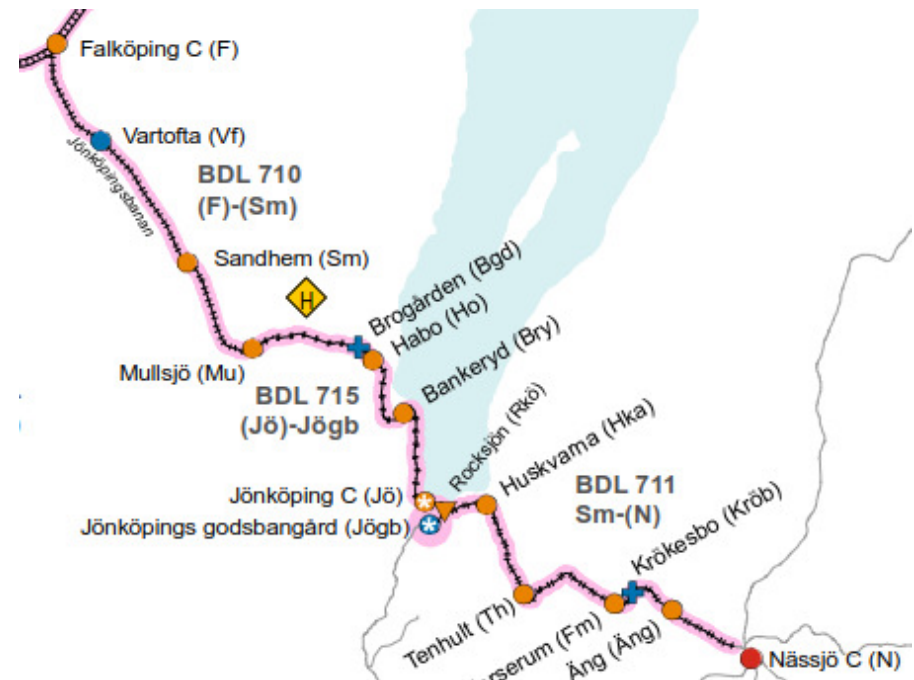 Falköping C (F)
Vartofta (Vf)
Jönköpingsbanan
BDL 710
(F)-(Sm)
Sandhem (Sm)
H
Brogården (Bgd)
Habo (Ho)
Mullsjö (Mu)
Bankeryd (Bry)
BDL 715
(Jö)-Jögb
Rocksjön (Rkö)
Huskvarna (Hka)
Jönköping C (Jö)
Jönköpings godsbangård (Jögb)
BDL 711
Sm-(N)
Krökesbo (Kröb)
Tenhult (Th)
(Fm)
Äng (Äng)
Nässjö C (N)